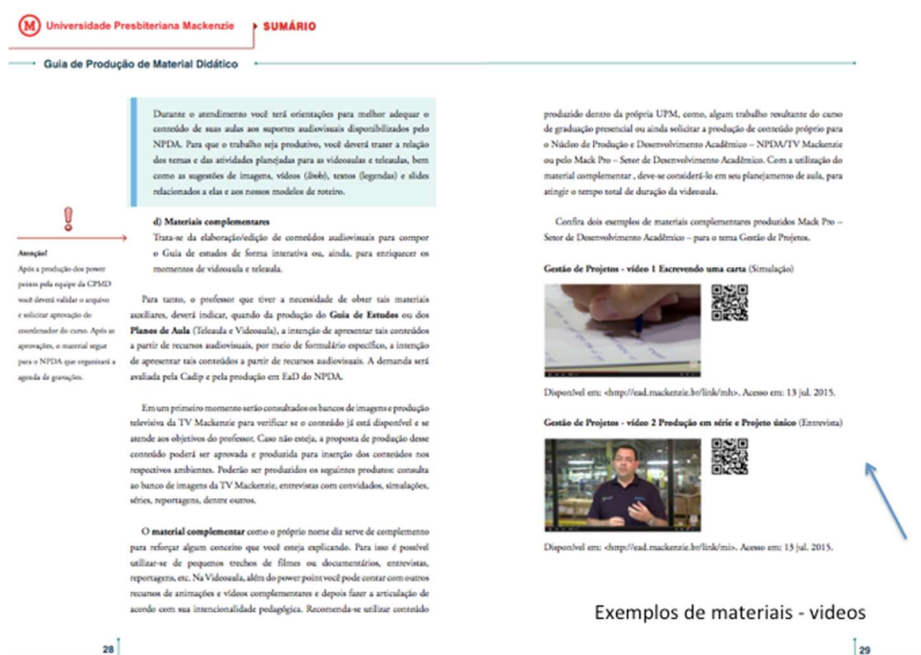 Universidade Presbiteriana Mackenzie
SUMÁRIO
Guia de Produção de Material Didático
Durante o atendimento você terá orientações para melhor adequar o
conteúdo de suas aulas aos suportes audiovisuais disponibilizados pelo
NPDA. Para que o trabalho seja produtivo, você deverá trazer a relação
dos temas e das atividades planejadas para as videoaulas e teleaulas, bem
como as sugestões de imagens, vídeos (links), textos (legendas) e slides
relacionados a elas e aos nossos modelos de roteiro.
d) Materiais complementares
Trata-se da elaboração/edição de conteúdos audiovisuais para compor
o Guia de estudos de forma interativa ou, ainda, para enriquecer os
momentos de videoaula e teleaula.
Atenção!
Após a produção dos power
points pela equipe da CPMD
você deverá validar o arquivo
e solicitar aprovação do
coordenador do curso. Após as
aprovações, o material segue
para o NPDA que organizará a
agenda de gravações.
Para tanto, o professor que tiver a necessidade de obter tais materiais
auxiliares, deverá indicar, quando da produção do Guia de Estudos ou dos
Planos de Aula (Teleaula e Videoaula), a intenção de apresentar tais conteúdos
a partir de recursos audiovisuais, por meio de formulário específico, a intenção
de apresentar tais conteúdos a partir de recursos audiovisuais. A demanda será
avaliada pela Cadip e pela produção em EaD do NPDA.
Em um primeiro momento serão consultados os bancos de imagens e produção
televisiva da TV Mackenzie para verificar se o conteúdo já está disponível e se
atende aos objetivos do professor. Caso não esteja, a proposta de produção desse
conteúdo poderá ser aprovada e produzida para inserção dos conteúdos nos
respectivos ambientes. Poderão ser produzidos os seguintes produtos: consulta
ao banco de imagens da TV Mackenzie, entrevistas com convidados, simulações,
séries, reportagens, dentre outros.
O material complementar como o próprio nome diz serve de complemento
para reforçar algum conceito que você esteja explicando. Para isso é possível
utilizar-se de pequenos trechos de filmes ou documentários, entrevistas,
reportagens, etc. Na Videoaula, além do power point você pode contar com outros
recursos de animações e vídeos complementares e depois fazer a articulação de
acordo com sua intencionalidade pedagógica. Recomenda-se utilizar conteúdo
28
produzido dentro da própria UPM, como, algum trabalho resultante do curso
de graduação presencial ou ainda solicitar a produção de conteúdo próprio para
o Núcleo de Produção e Desenvolvimento Acadêmico – NPDA/TV Mackenzie
ou pelo Mack Pro – Setor de Desenvolvimento Acadêmico. Com a utilização do
material complementar , deve-se considerá-lo em seu planejamento de aula, para
atingir o tempo total de duração da videoaula.
Confira dois exemplos de materiais complementares produzidos Mack Pro –
Setor de Desenvolvimento Acadêmico – para o tema Gestão de Projetos.
Gestão de Projetos - vídeo 1 Escrevendo uma carta (Simulação)
Disponível em: <http://ead.mackenzie.br/link/mh>. Acesso em: 13 jul. 2015.
Gestão de Projetos - vídeo 2 Produção em série e Projeto único (Entrevista)
Disponível em: <http://ead.mackenzie.br/link/mi>. Acesso em: 13 jul. 2015.
Exemplos de materiais - videos
29